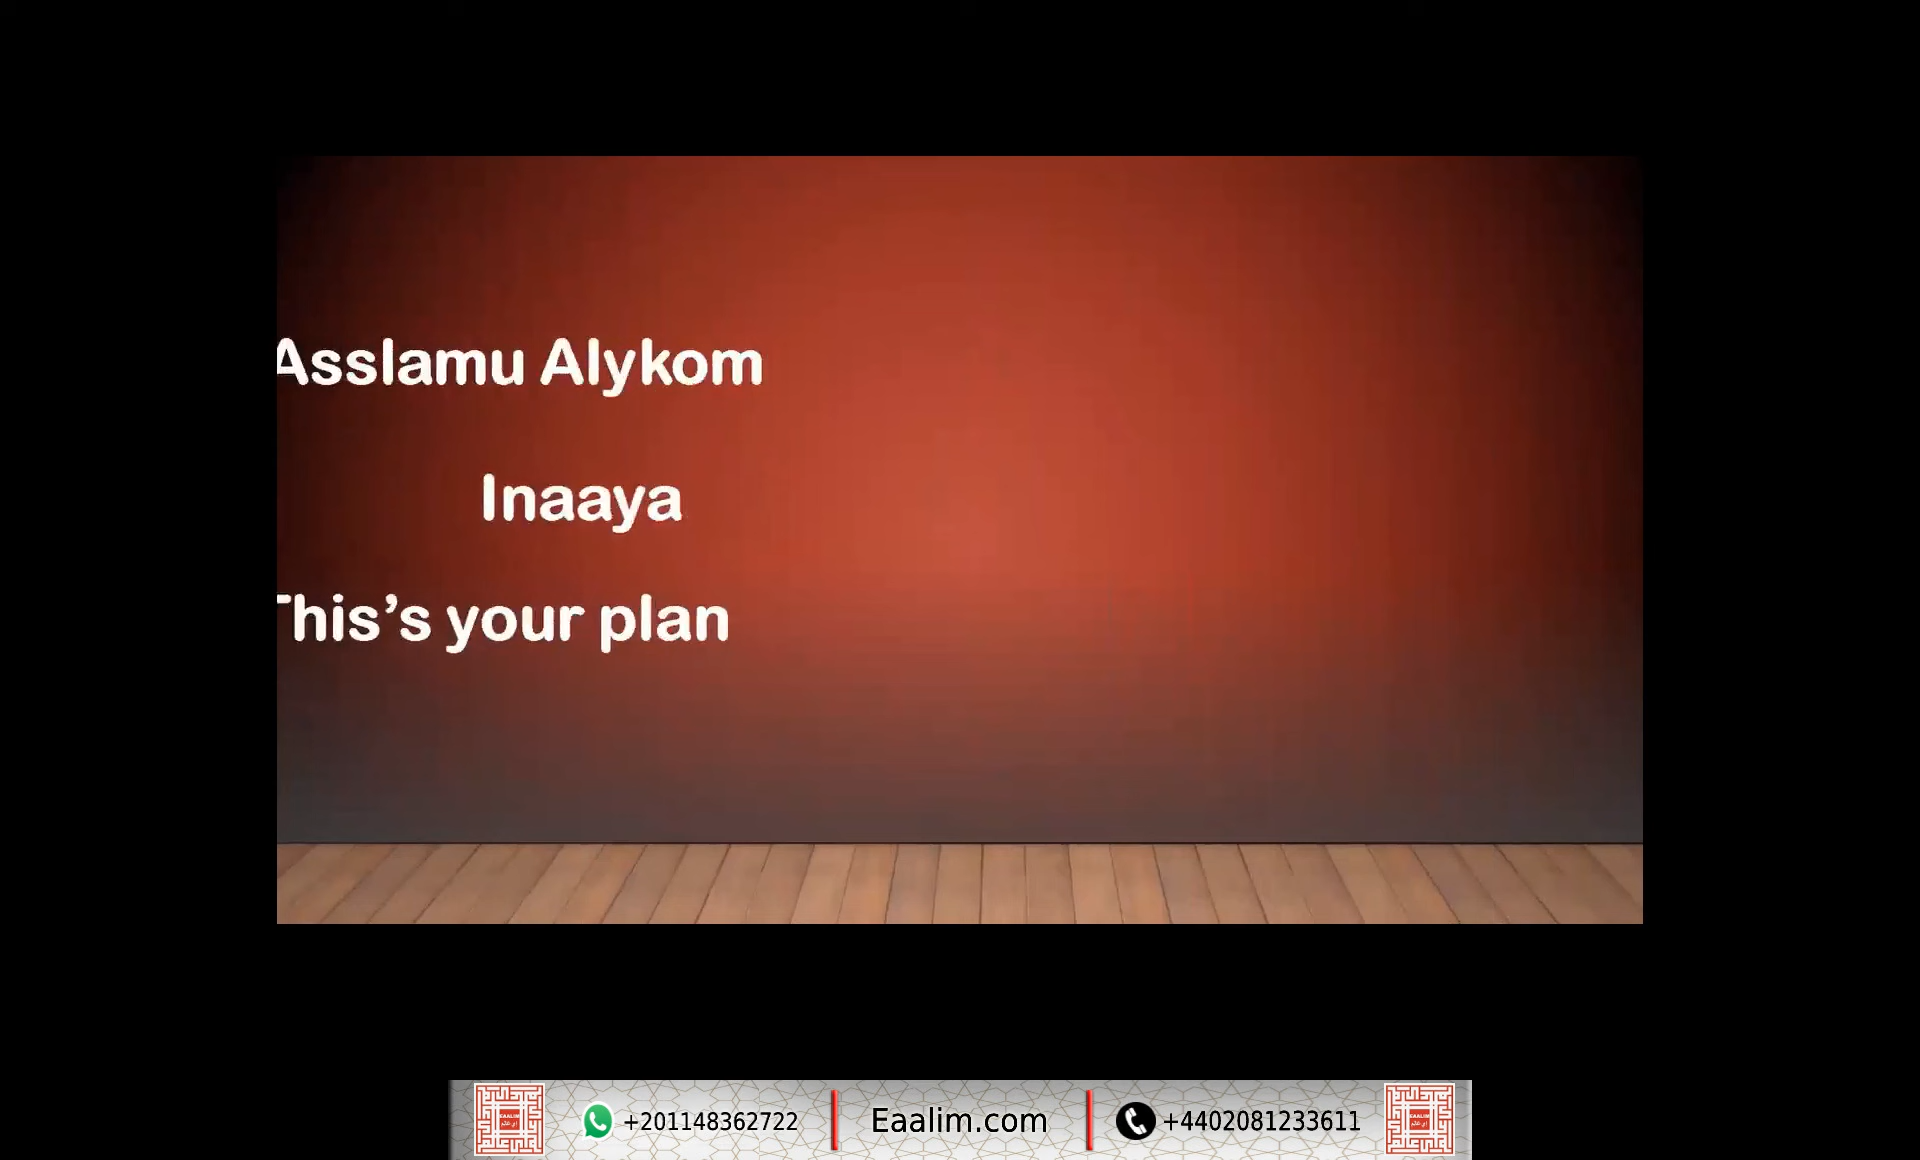 Asslamu Alykom
Inaaya
This's your plan
+201148362722
Eaalim.com
+4402081233611